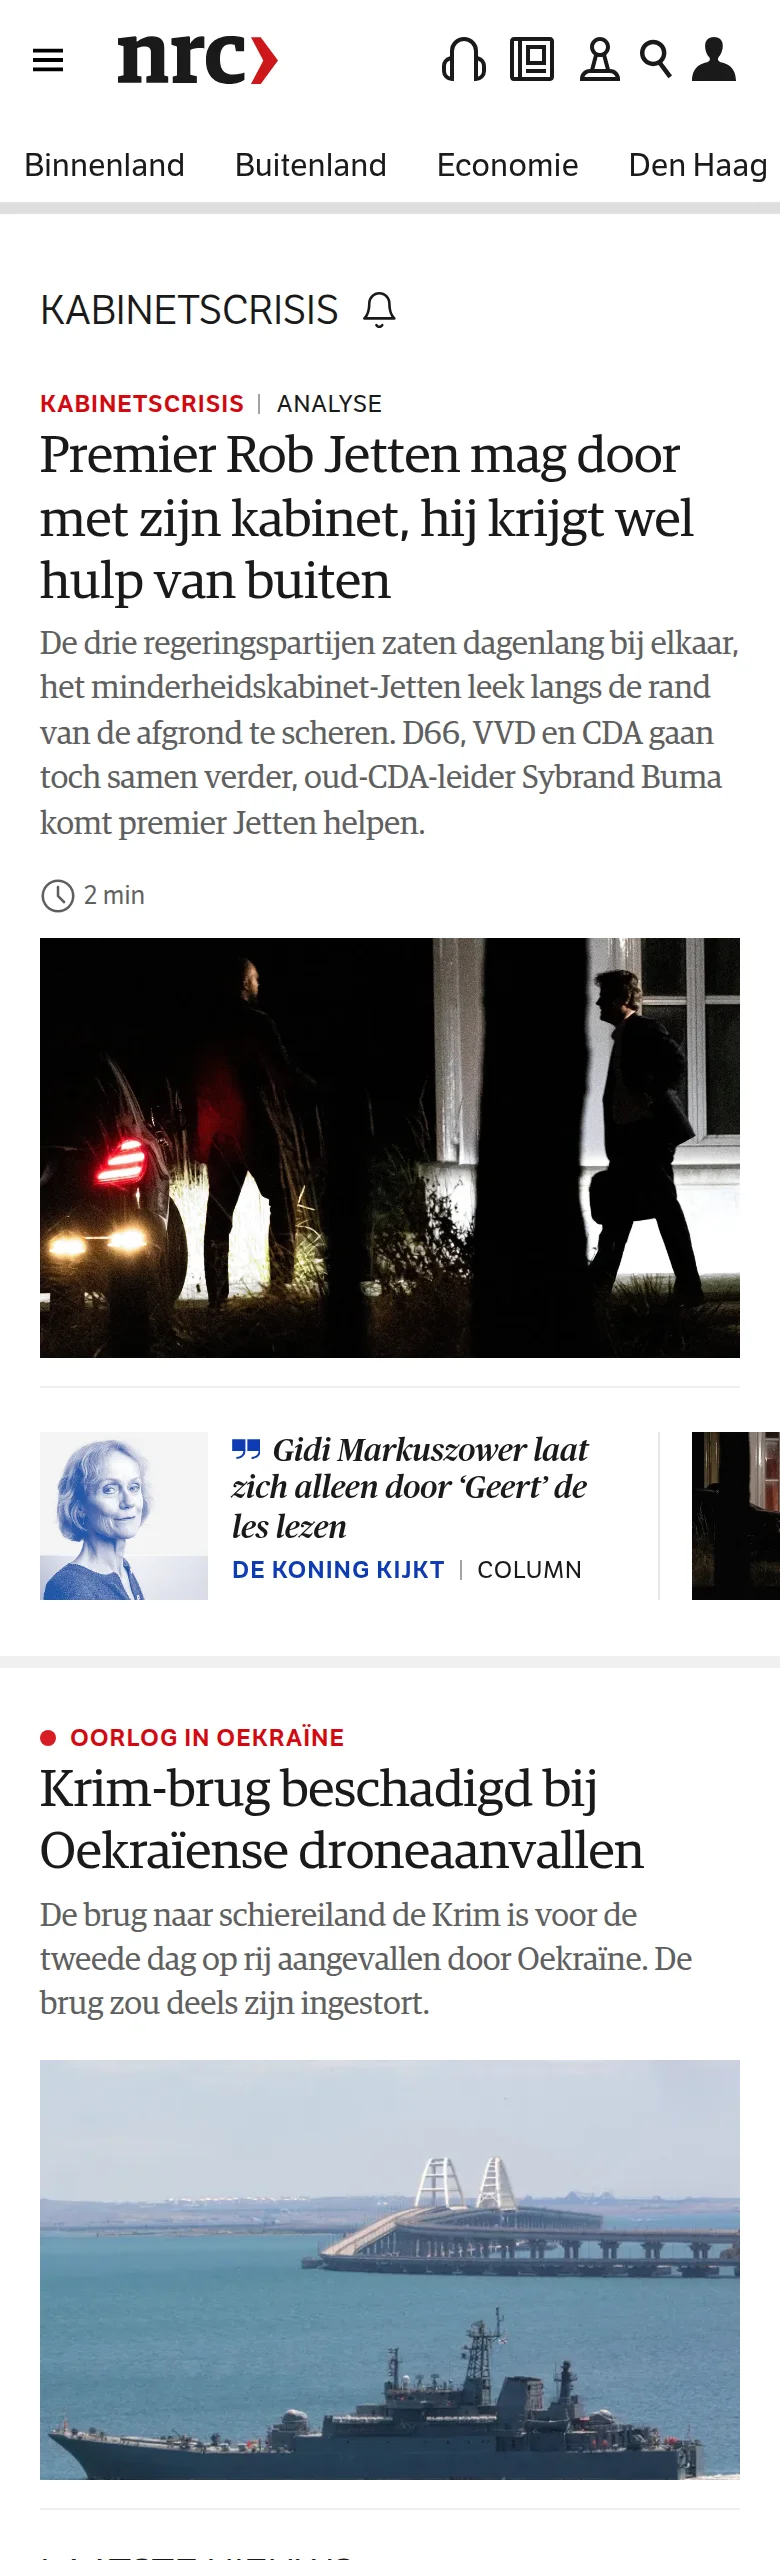 nrc
Binnenland Buitenland Economie Den Haag
KABINETSCRISIS
KABINETSCRISIS | ANALYSE
Premier Rob Jetten mag door
met zijn kabinet, hij krijgt wel
hulp van buiten
De drie regeringspartijen zaten dagenlang bij elkaar,
het minderheidskabinet-Jetten leek langs de rand
van de afgrond te scheren. D66, VVD en CDA gaan
toch samen verder, oud-CDA-leider Sybrand Buma
komt premier Jetten helpen.
2 min
Gidi Markuszower laat
zich alleen door ‘Geert’ de
les lezen
DE KONING KIJKT | COLUMN
OORLOG IN OEKRAÏNE
Krim-brug beschadigd bij
Oekraïense droneaanvallen
De brug naar schiereiland de Krim is voor de
tweede dag op rij aangevallen door Oekraïne. De
brug zou deels zijn ingestort.